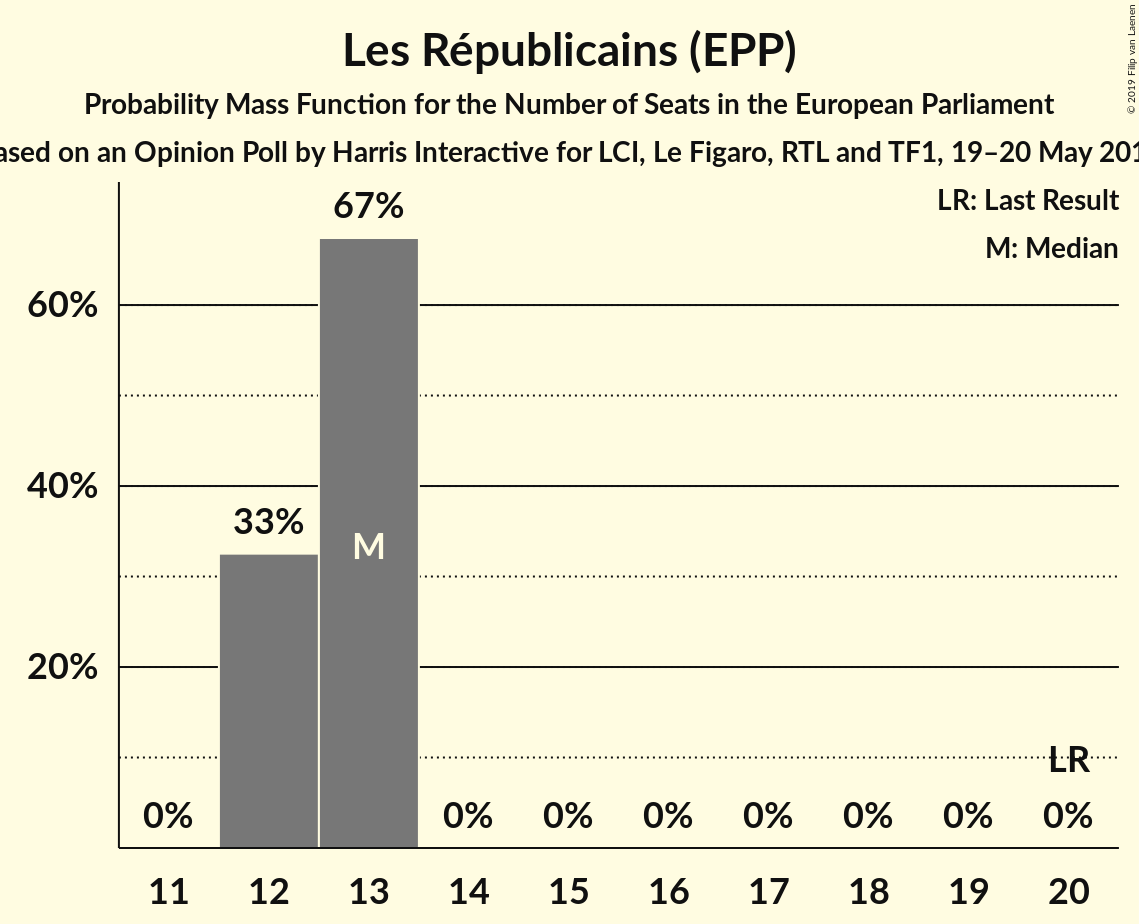 Les Républicains (EPP)
Probability Mass Function for the Number of Seats in the European Parliament
on an Opinion Poll by Harris Interactive for LCI, Le Figaro, RTL and TF1, 19–20 May
© 2019 Filip van Laenen
LR: Last Result
M: Median
67%
60%
40%
33%
M
20%
LR
0% 0% 0% 0% 0% 0% 0% 0%
11 12 13 14 15 16 17 18 19 20